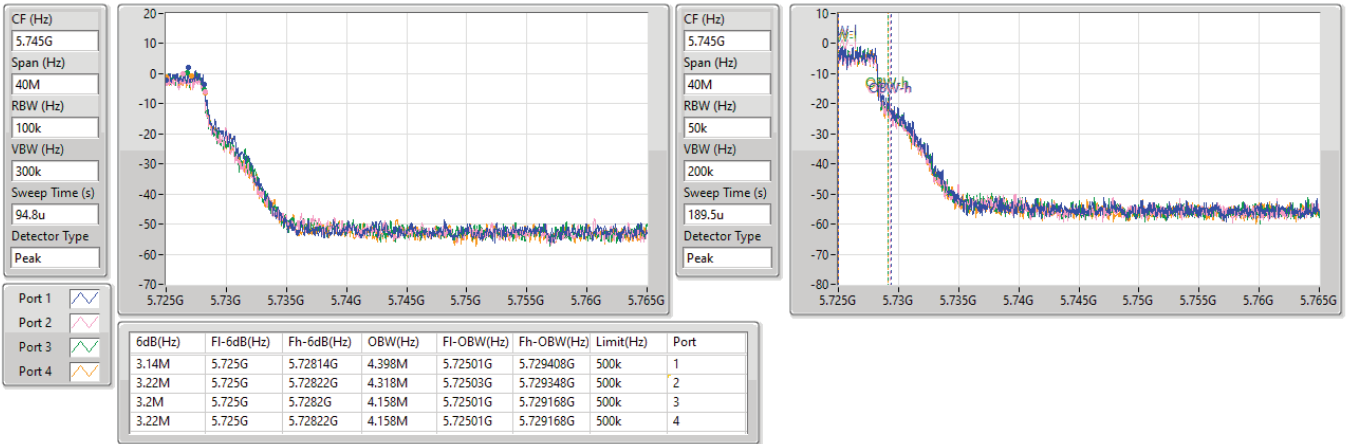 CF (Hz)
5.745G
Span (Hz)
40M
RBW (Hz)
100k
VBW (Hz)
300k
Sweep Time (s)
94.8u
Detector Type
Peak
20
10
0
-10
-20
-30
-40
-50
-60
-70
5.725G 5.73G 5.735G 5.74G 5.745G 5.75G 5.755G 5.76G 5.765G
CF (Hz)
5.745G
Span (Hz)
40M
RBW (Hz)
50k
VBW (Hz)
200k
Sweep Time (s)
189.5u
Detector Type
Peak
10
0
-10
-20
-30
-40
-50
-60
-70
-80
OBW-h
5.725G 5.73G 5.735G 5.74G 5.745G 5.75G 5.755G 5.76G 5.765G
Port 1
Port 2
Port 3
Port 4
6dB(Hz) Fl-6dB(Hz) Fh-6dB(Hz) OBW(Hz) Fl-OBW(Hz) Fh-OBW(Hz) Limit(Hz) Port
3.14M 5.725G 5.72814G 4.398M 5.72501G 5.729408G 500k 1
3.22M 5.725G 5.72822G 4.318M 5.72503G 5.729348G 500k 2
3.2M 5.725G 5.7282G 4.158M 5.72501G 5.729168G 500k 3
3.22M 5.725G 5.72822G 4.158M 5.72501G 5.729168G 500k 4